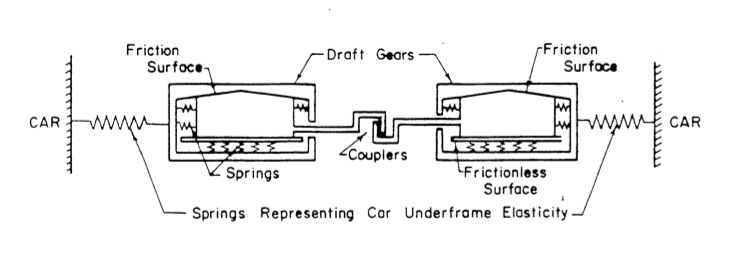 Friction
Surface
Draft Gears
Friction
Surface
CAR
CAR
Couplers
Springs
Frictionless
Surface
Springs Representing Car Underframe Elasticity